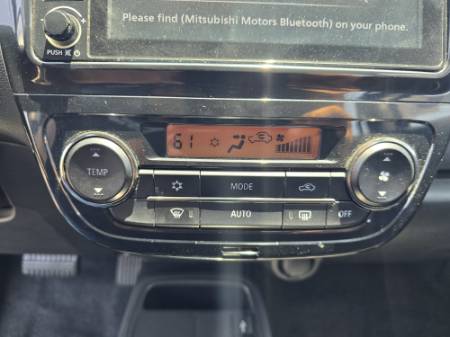 Please find (Mitsubishi Motors Bluetooth) on your phone.
PUSH
61
TEMP
MODE
AUTO
OFF